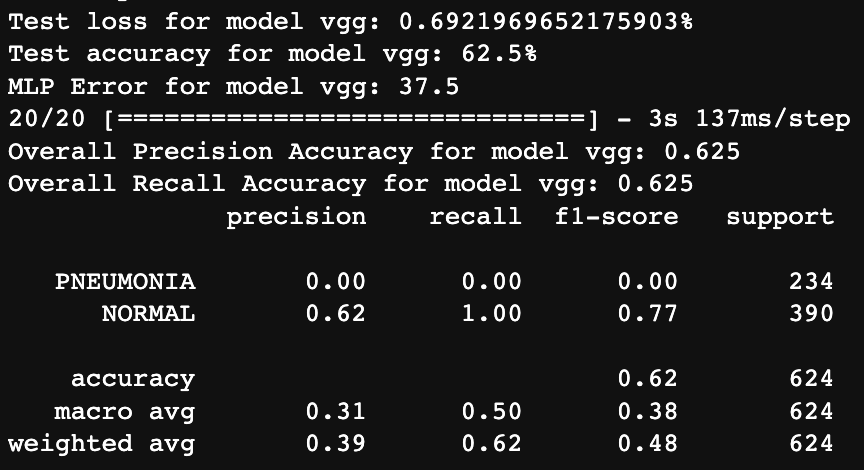 Test loss for model vgg: 0.6921969652175903%
Test accuracy for model vgg: 62.5%
MLP Error for model vgg: 37.5
20/20 [==============================] - 3s 137ms/step
Overall Precision Accuracy for model vgg: 0.625
Overall Recall Accuracy for model vgg: 0.625
precision recall f1-score support
PNEUMONIA 0.00 0.00 0.00 234
NORMAL 0.62 1.00 0.77 390
accuracy 0.62 624
macro avg 0.31 0.50 0.38 624
weighted avg 0.39 0.62 0.48 624